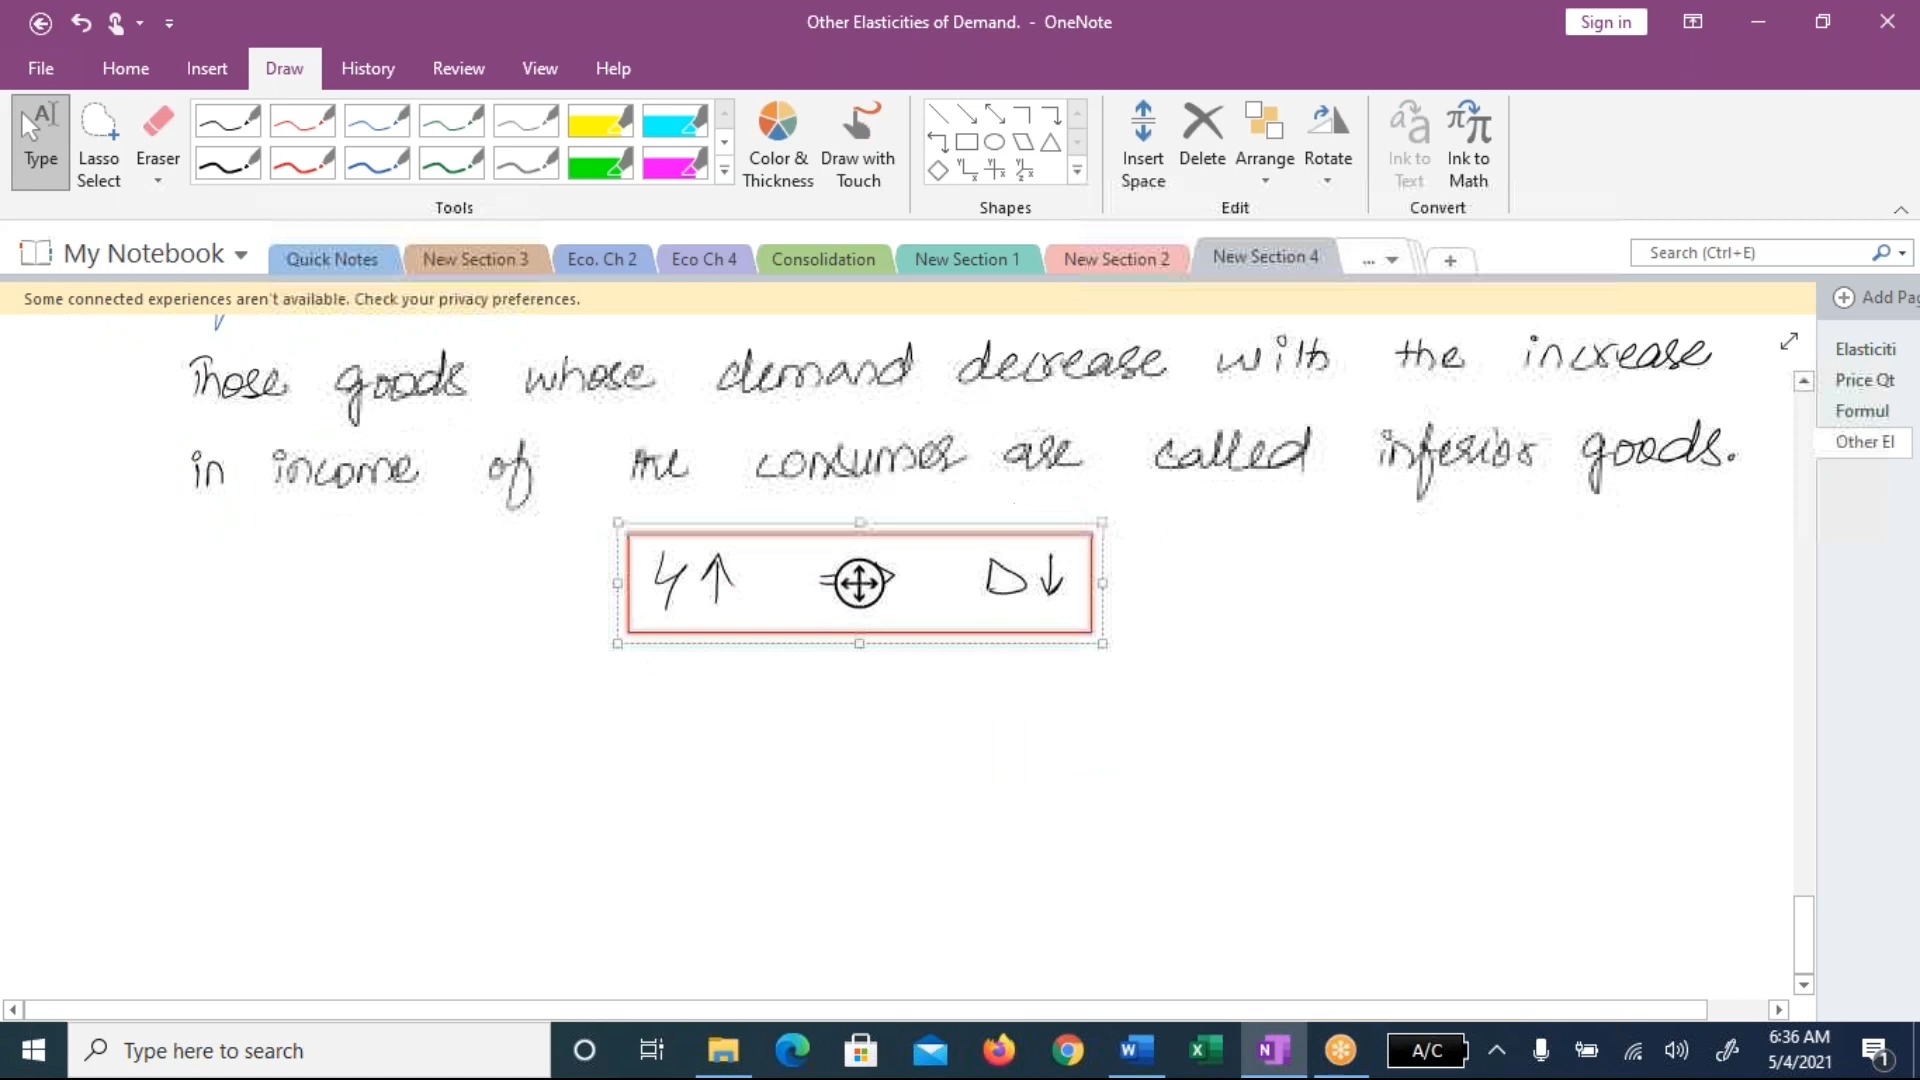 Other Elasticities of Demand. - OneNote
Sign in
File Home Insert Draw History Review View Help
Type
Lasso Select
Eraser
Color & Thickness
Draw with Touch
Insert Space
Delete
Arrange
Rotate
Ink to Text
Ink to Math
Tools Shapes Edit Convert
My Notebook
Quick Notes New Section 3 Eco. Ch 2 Eco Ch 4 Consolidation New Section 1 New Section 2 New Section 4 ...
Search (Ctrl+E)
Some connected experiences aren't available. Check your privacy preferences.
Add Pag
Elasticiti
Price Qt
Formul
Other El
Those goods whose demand decrease with the increase
in income of the consumer are called inferior goods.
Y ↑ ⇒ D ↓
Type here to search
A/C
6:36 AM
5/4/2021
1